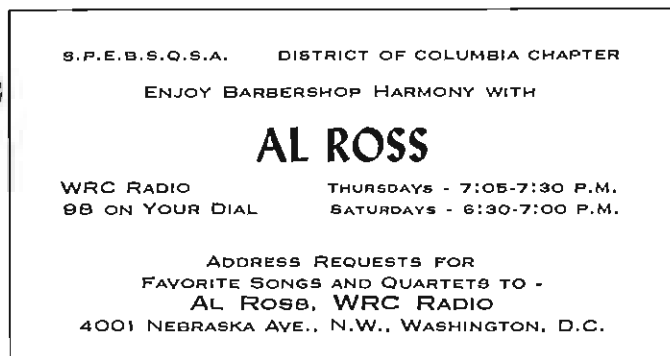 S.P.E.B.S.Q.S.A. DISTRICT OF COLUMBIA CHAPTER
ENJOY BARBERSHOP HARMONY WITH
AL ROSS
WRC RADIO THURSDAYS - 7:05-7:30 P.M.
98 ON YOUR DIAL SATURDAYS - 6:30-7:00 P.M.
ADDRESS REQUESTS FOR
FAVORITE SONGS AND QUARTETS TO -
AL ROSS, WRC RADIO
4001 NEBRASKA AVE., N.W., WASHINGTON, D.C.